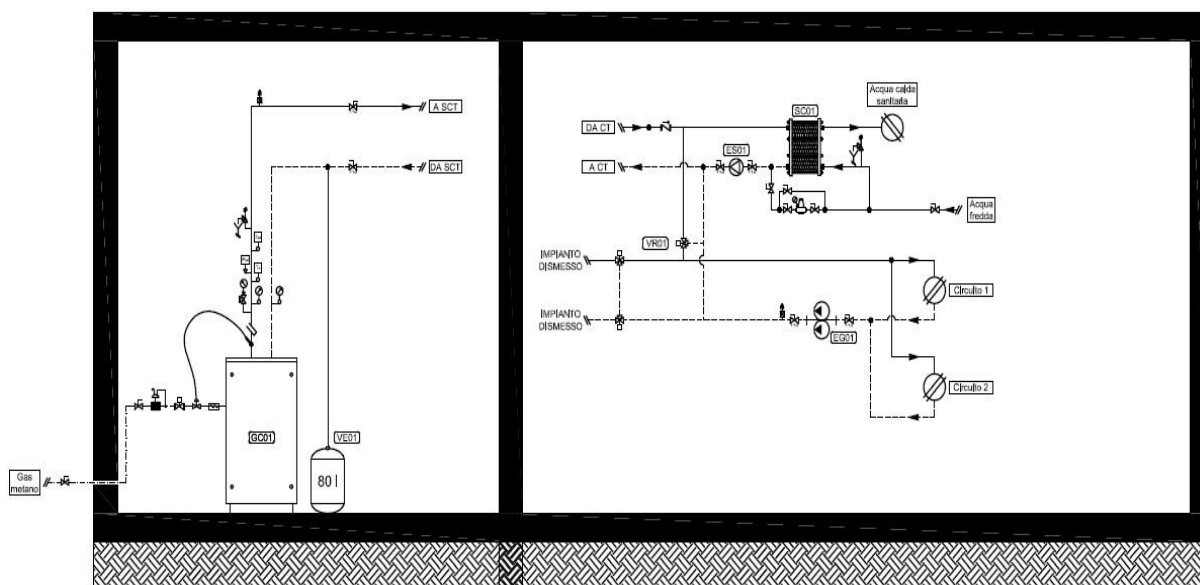 A SCT
DA SCT
GC01
VE01
80 l
Gas
metano
DA CT
A CT
ES01
SC01
Acqua calda
sanitaria
Acqua
fredda
VR01
IMPIANTO
DISMESSO
IMPIANTO
DISMESSO
EG01
Circuito 1
Circuito 2